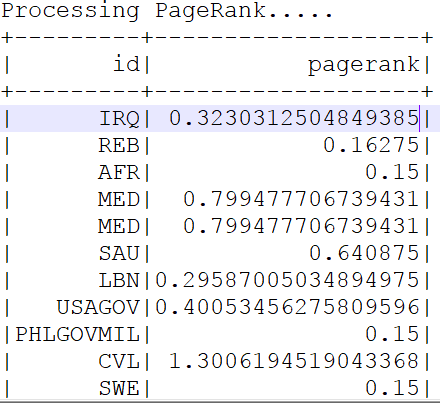 Processing PageRank.....
+---------+-------------------+
|       id|           pagerank|
+---------+-------------------+
|      IRQ| 0.3230312504849385|
|      REB|            0.16275|
|      AFR|               0.15|
|      MED|  0.799477706739431|
|      MED|  0.799477706739431|
|      SAU|           0.640875|
|      LBN|0.29587005034894975|
|   USAGOV|0.40053456275809596|
|PHLGOVMIL|               0.15|
|      CVL| 1.3006194519043368|
|      SWE|               0.15|